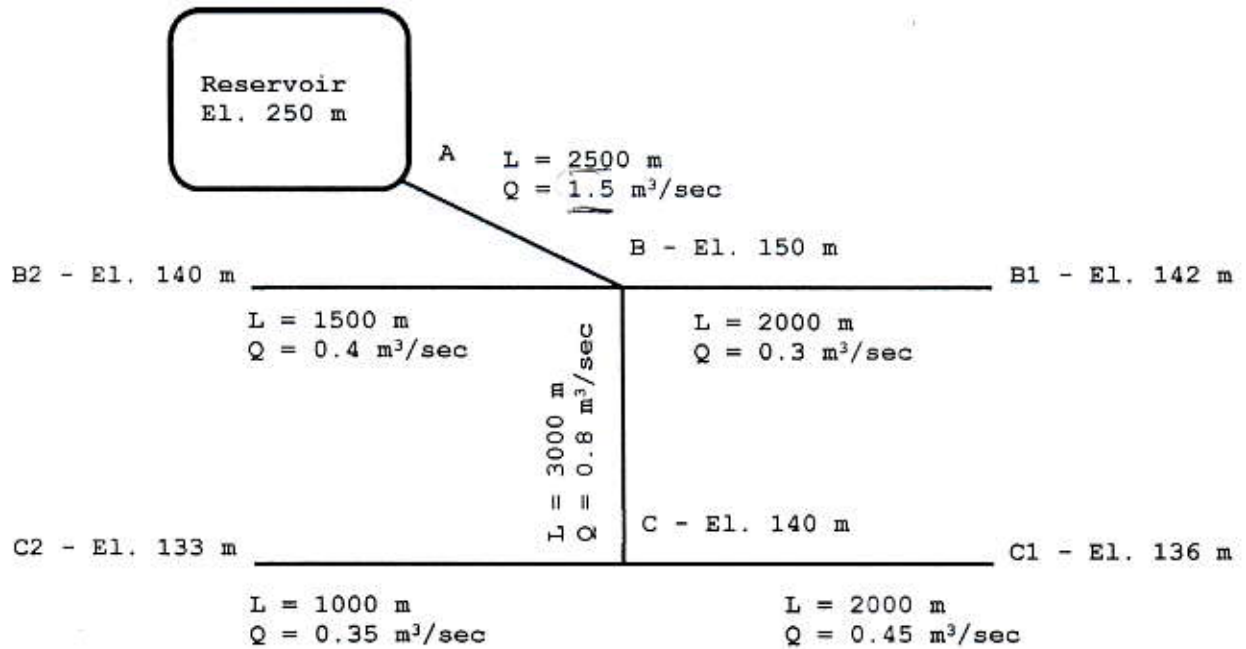 Reservoir
El. 250 m
A
L = 2500 m
Q = 1.5 m³/sec
B - El. 150 m
B2 - El. 140 m
B1 - El. 142 m
L = 1500 m
Q = 0.4 m³/sec
L = 2000 m
Q = 0.3 m³/sec
L = 3000 m
Q = 0.8 m³/sec
C - El. 140 m
C2 - El. 133 m
C1 - El. 136 m
L = 1000 m
Q = 0.35 m³/sec
L = 2000 m
Q = 0.45 m³/sec